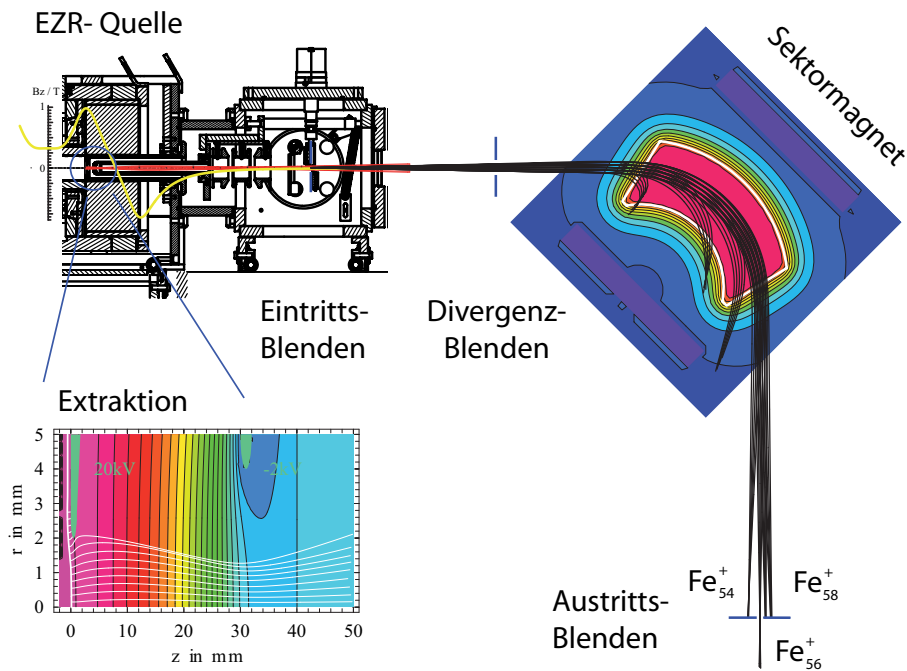 EZR- Quelle
Bz / T
1
0
Sektormagnet
Eintritts-
Blenden
Divergenz-
Blenden
Extraktion
5
4
3
2
1
0
r in mm
20kV
-2kV
0
10
20
30
40
50
z in mm
Austritts-
Blenden
Fe⁺₅₄
Fe⁺₅₈
Fe⁺₅₆